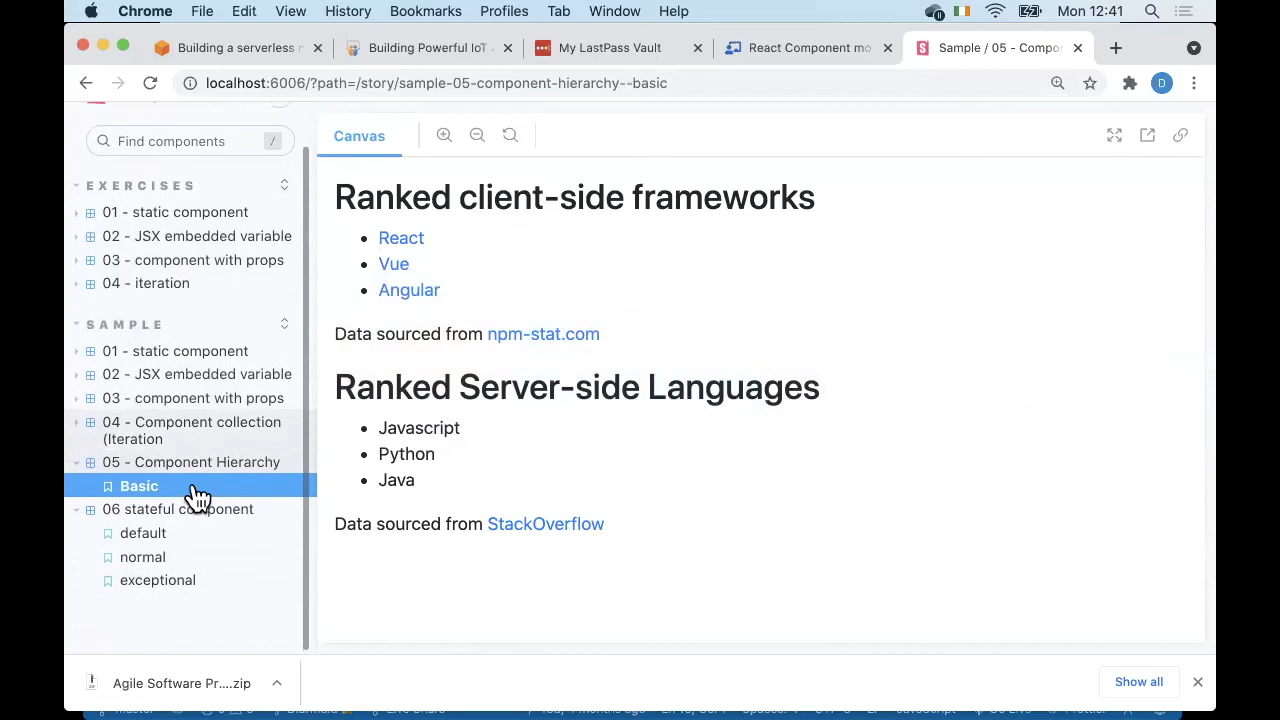 Chrome File Edit View History Bookmarks Profiles Tab Window Help Mon 12:41
Building a serverless Building Powerful IoT My LastPass Vault React Component mo Sample / 05 - Compo
localhost:6006/?path=/story/sample-05-component-hierarchy--basic D
Find components /
EXERCISES
01 - static component
02 - JSX embedded variable
03 - component with props
04 - iteration
SAMPLE
01 - static component
02 - JSX embedded variable
03 - component with props
04 - Component collection
(Iteration
05 - Component Hierarchy
Basic
06 stateful component
default
normal
exceptional
Canvas
Ranked client-side frameworks
React
Vue
Angular
Data sourced from npm-stat.com
Ranked Server-side Languages
Javascript
Python
Java
Data sourced from StackOverflow
Agile Software Pr....zip
Show all